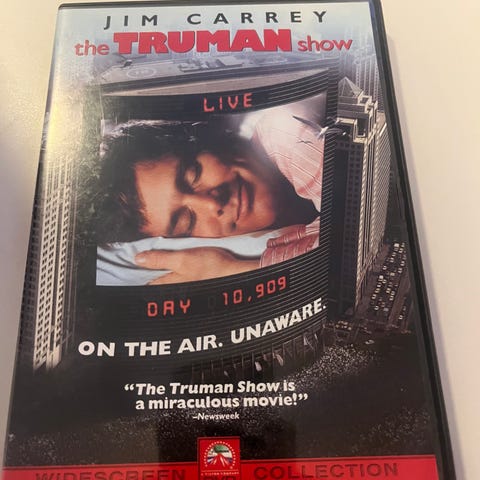 JIM CARREY
the TRUMAN show
LIVE
DAY 10,909
ON THE AIR. UNAWARE.
“The Truman Show is
a miraculous movie!”
–Newsweek
WIDESCREEN COLLECTION